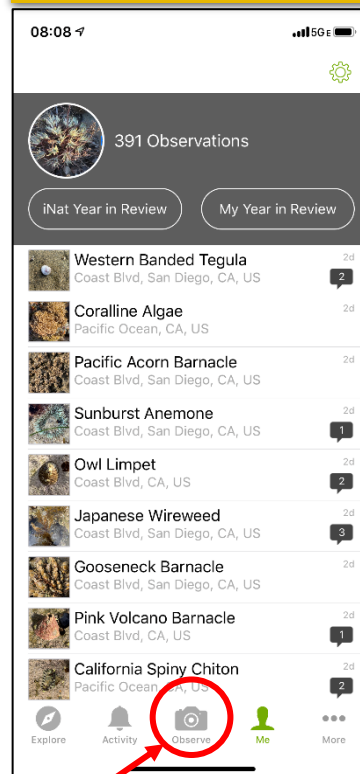 08:08
5G E
391 Observations
iNat Year in Review
My Year in Review
Western Banded Tegula
2d
Coast Blvd, San Diego, CA, US
2
Coralline Algae
2d
Pacific Ocean, CA, US
Pacific Acorn Barnacle
2d
Coast Blvd, San Diego, CA, US
Sunburst Anemone
2d
Coast Blvd, San Diego, CA, US
1
Owl Limpet
2d
Coast Blvd, CA, US
2
Japanese Wireweed
2d
Coast Blvd, San Diego, CA, US
3
Gooseneck Barnacle
2d
Coast Blvd, San Diego, CA, US
Pink Volcano Barnacle
2d
Coast Blvd, CA, US
1
California Spiny Chiton
2d
Pacific Ocean, CA, US
2
Explore
Activity
Observe
Me
More